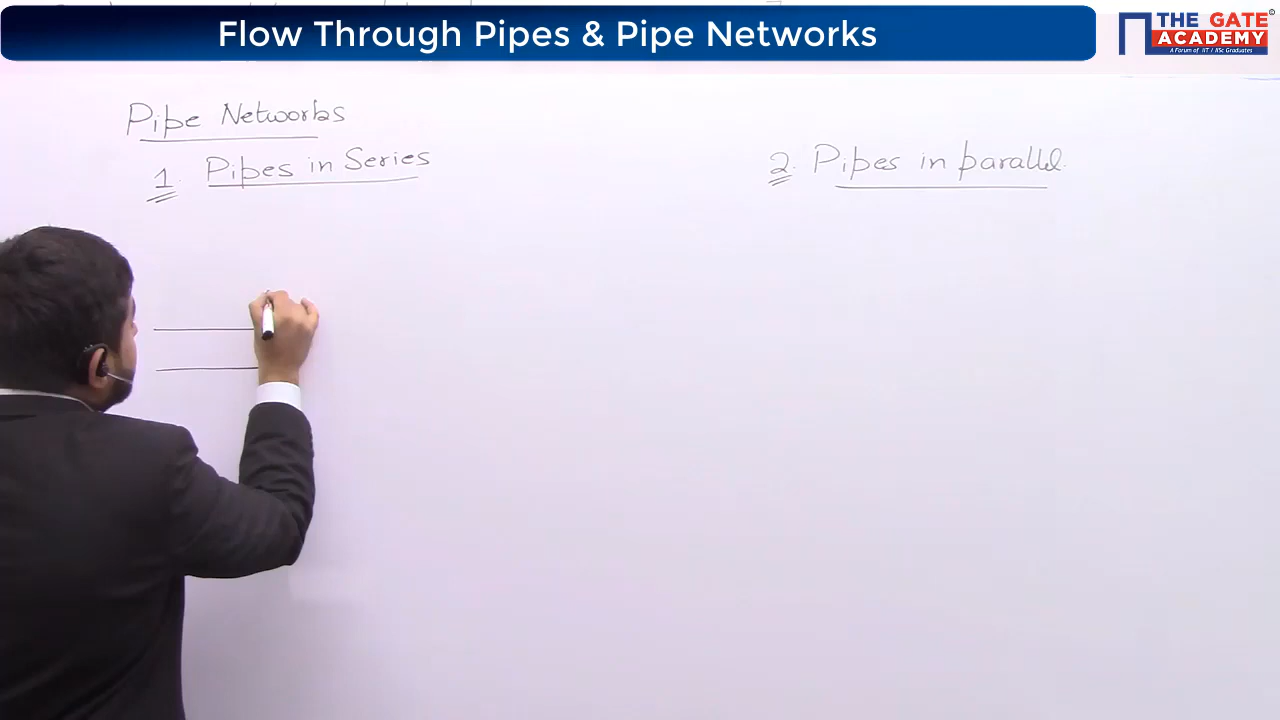 Flow Through Pipes & Pipe Networks
THE GATE
ACADEMY
A Forum of IIT / IISc Graduates
Pipe Networks
1. Pipes in Series
2. Pipes in parallel.